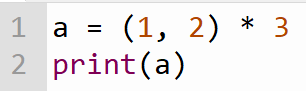 1 a = (1, 2) * 3
2 print(a)